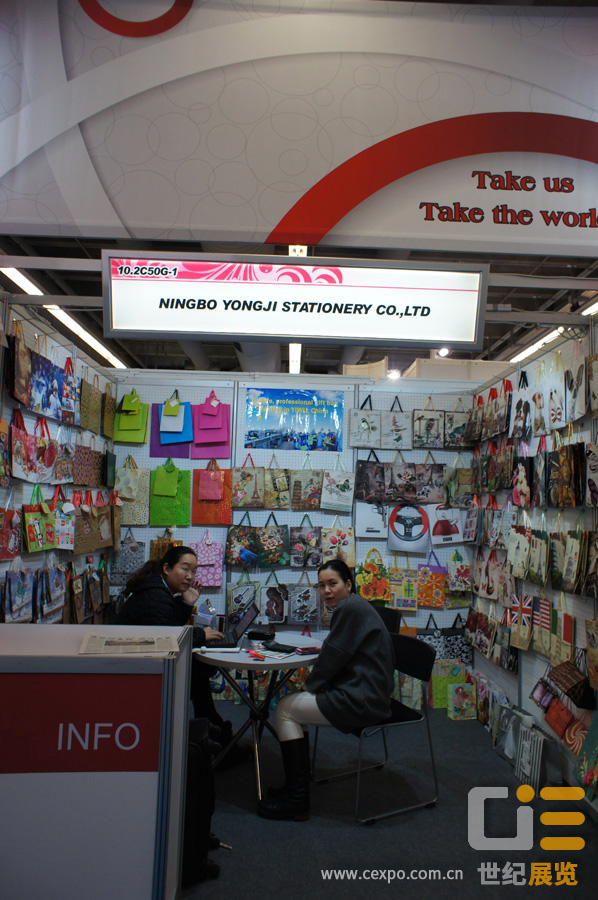 Take us
Take the
10.2C50G-1
NINGBO YONGJI STATIONERY CO.,LTD
INFO
www.cexpo.com.cn
世纪展览